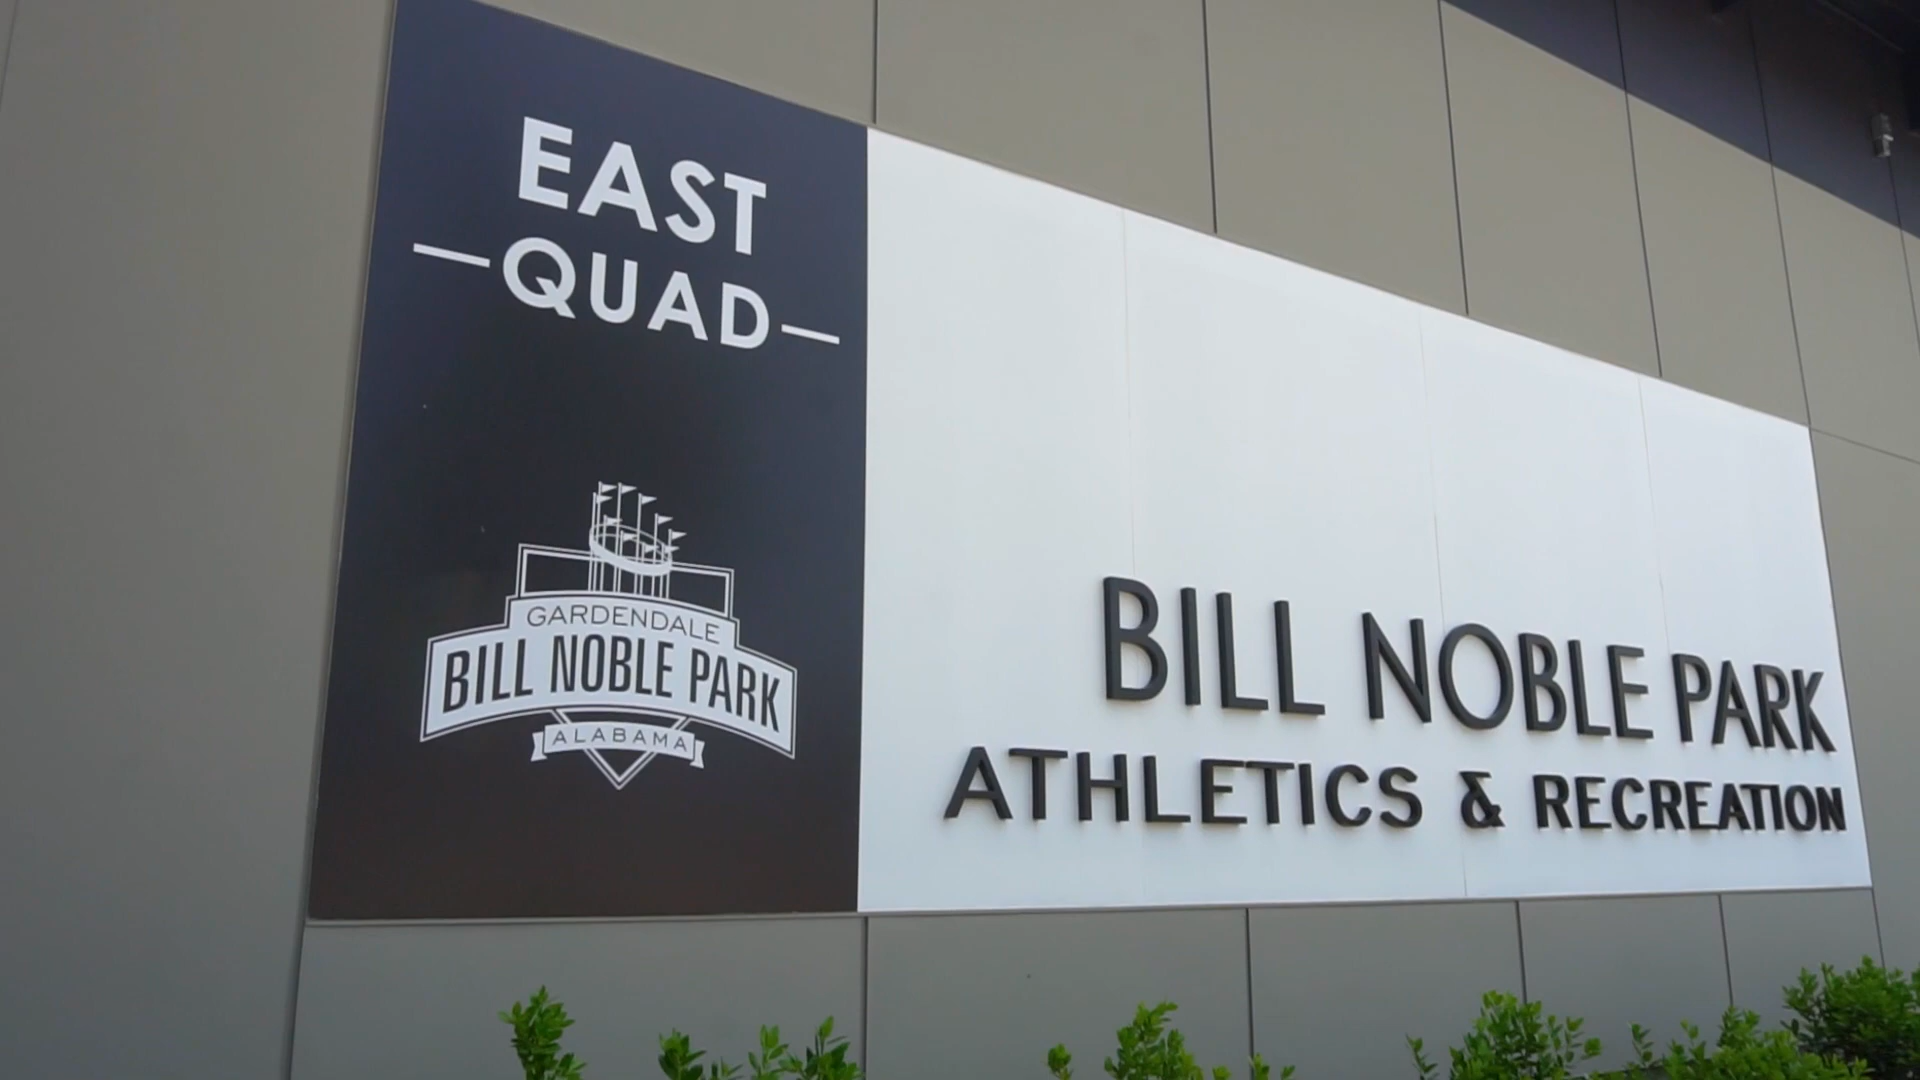 EAST
QUAD
GARDENDALE
BILL NOBLE PARK
ALABAMA
BILL NOBLE PARK
ATHLETICS & RECREATION